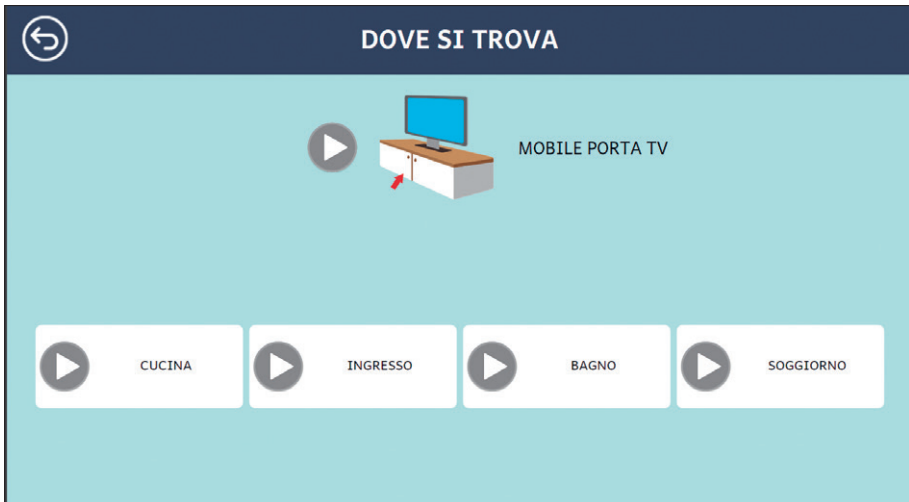 DOVE SI TROVA
MOBILE PORTA TV
CUCINA
INGRESSO
BAGNO
SOGGIORNO